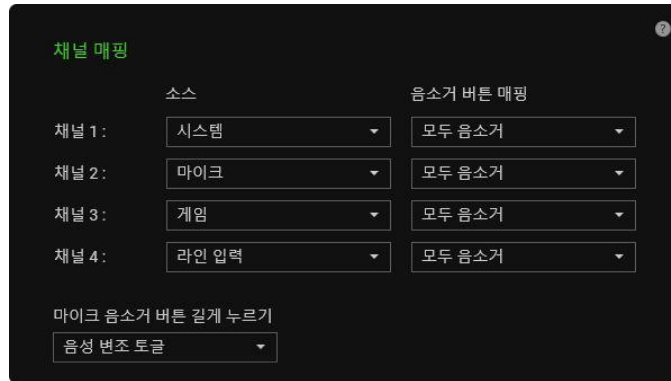 ?
채널 매핑
소스 음소거 버튼 매핑
채널 1 : 시스템 모두 음소거
채널 2 : 마이크 모두 음소거
채널 3 : 게임 모두 음소거
채널 4 : 라인 입력 모두 음소거
마이크 음소거 버튼 길게 누르기
음성 변조 토글